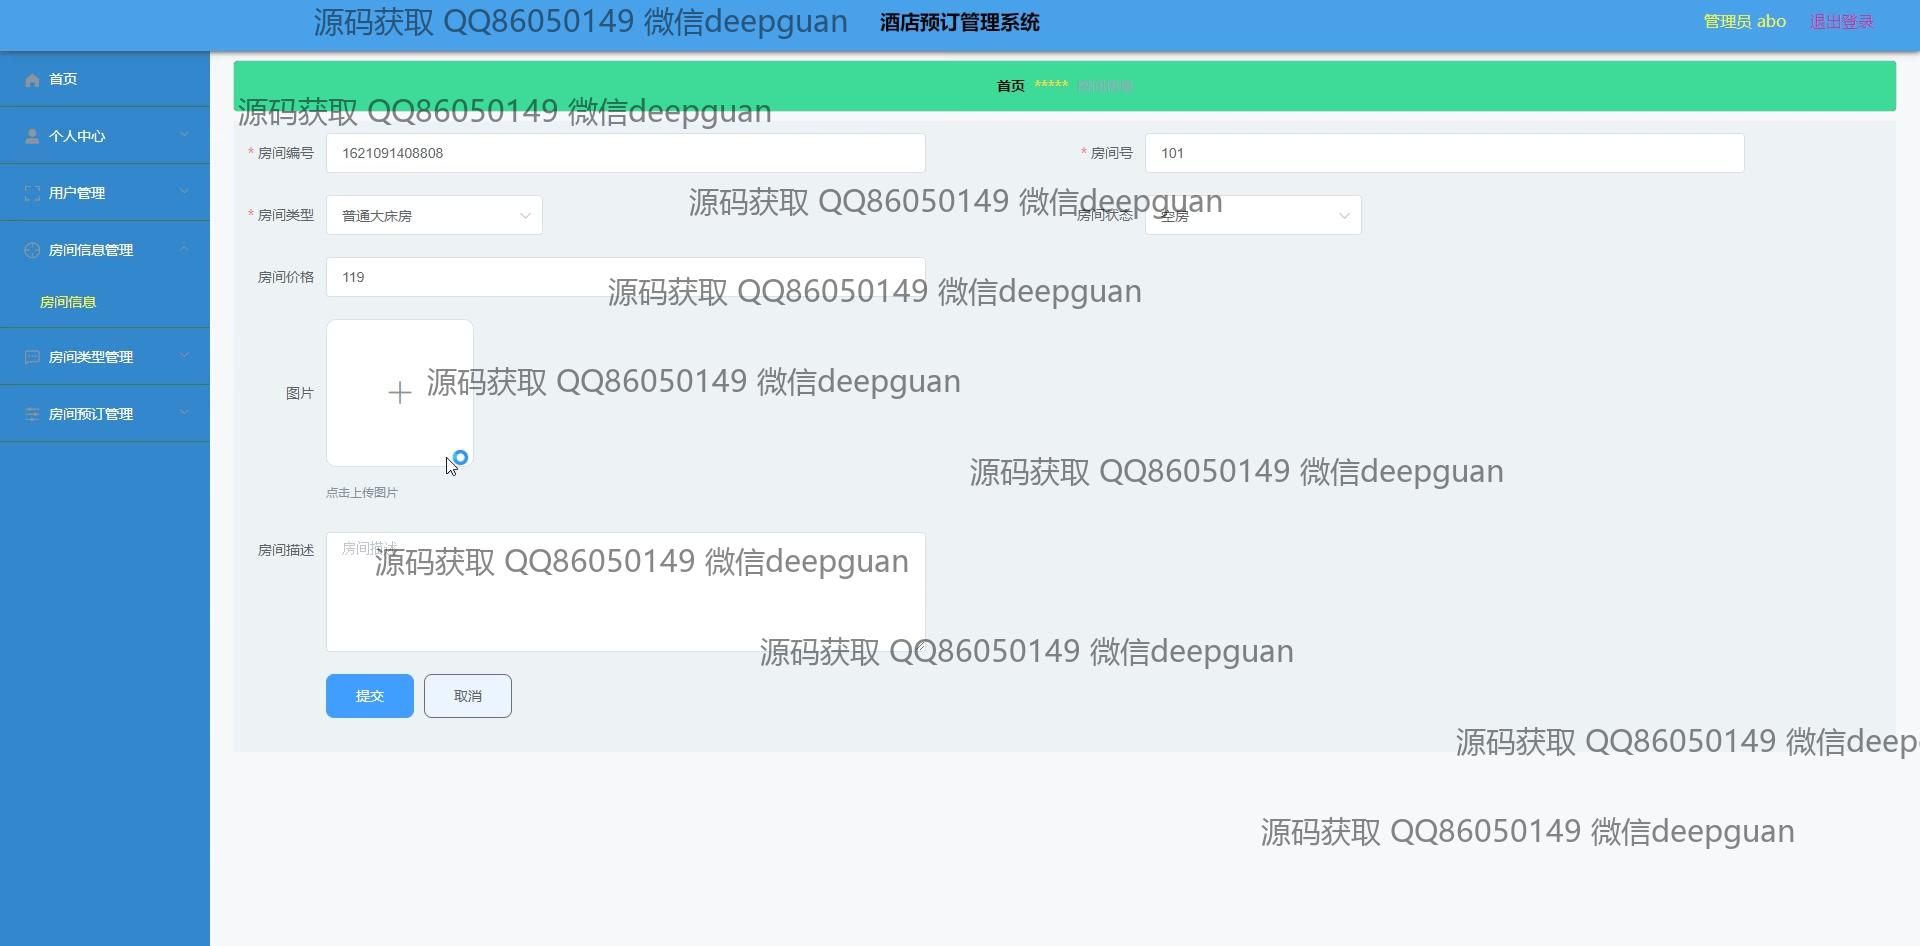 源码获取 QQ86050149 微信deepguan
酒店预订管理系统
管理员 abo
退出登录
首页
个人中心
用户管理
房间信息管理
房间信息
房间类型管理
房间预订管理
首页 ***** 房间信息
源码获取 QQ86050149 微信deepguan
* 房间编号 1621091408808
* 房间号 101
源码获取 QQ86050149 微信deepguan
* 房间类型 普通大床房
房间状态 空房
房间价格 119
源码获取 QQ86050149 微信deepguan
图片
源码获取 QQ86050149 微信deepguan
源码获取 QQ86050149 微信deepguan
点击上传图片
房间描述 房间描述
源码获取 QQ86050149 微信deepguan
源码获取 QQ86050149 微信deepguan
提交 取消
源码获取 QQ86050149 微信deep
源码获取 QQ86050149 微信deepguan